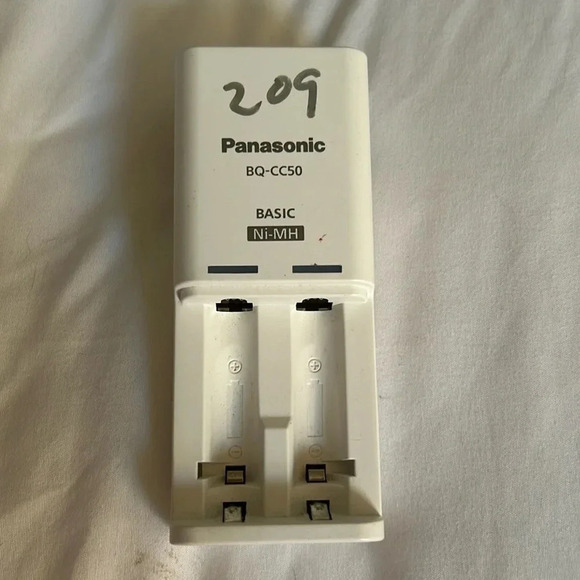 209
Panasonic
BQ-CC50
BASIC
Ni-MH